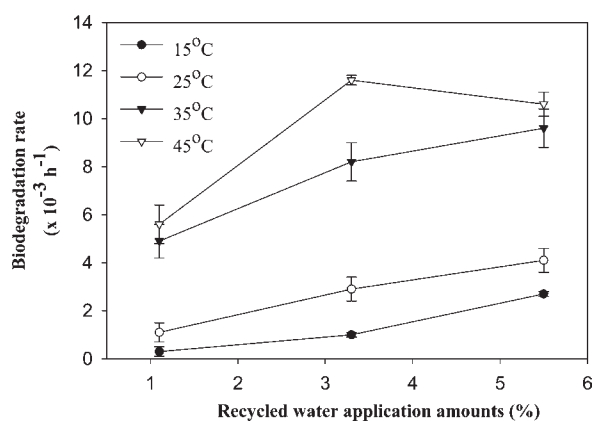 14
12
10
8
6
4
2
0
15°C
25°C
35°C
45°C
Biodegradation rate
(x 10⁻³ h⁻¹)
1 2 3 4 5 6
Recycled water application amounts (%)